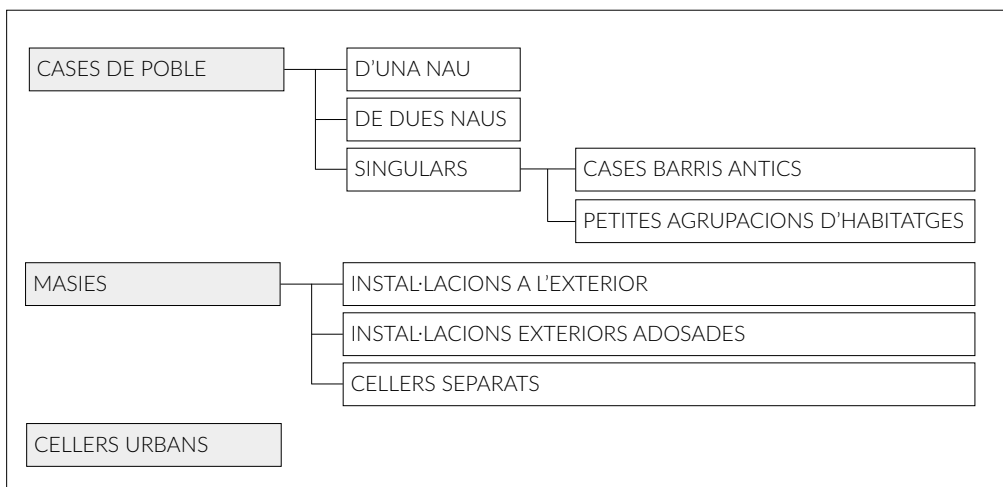 CASES DE POBLE
D'UNA NAU
DE DUES NAUS
SINGULARS
CASES BARRIS ANTICS
PETITES AGRUPACIONS D'HABITATGES
MASIES
INSTAL·LACIONS A L'EXTERIOR
INSTAL·LACIONS EXTERIORS ADOSADES
CELLERS SEPARATS
CELLERS URBANS